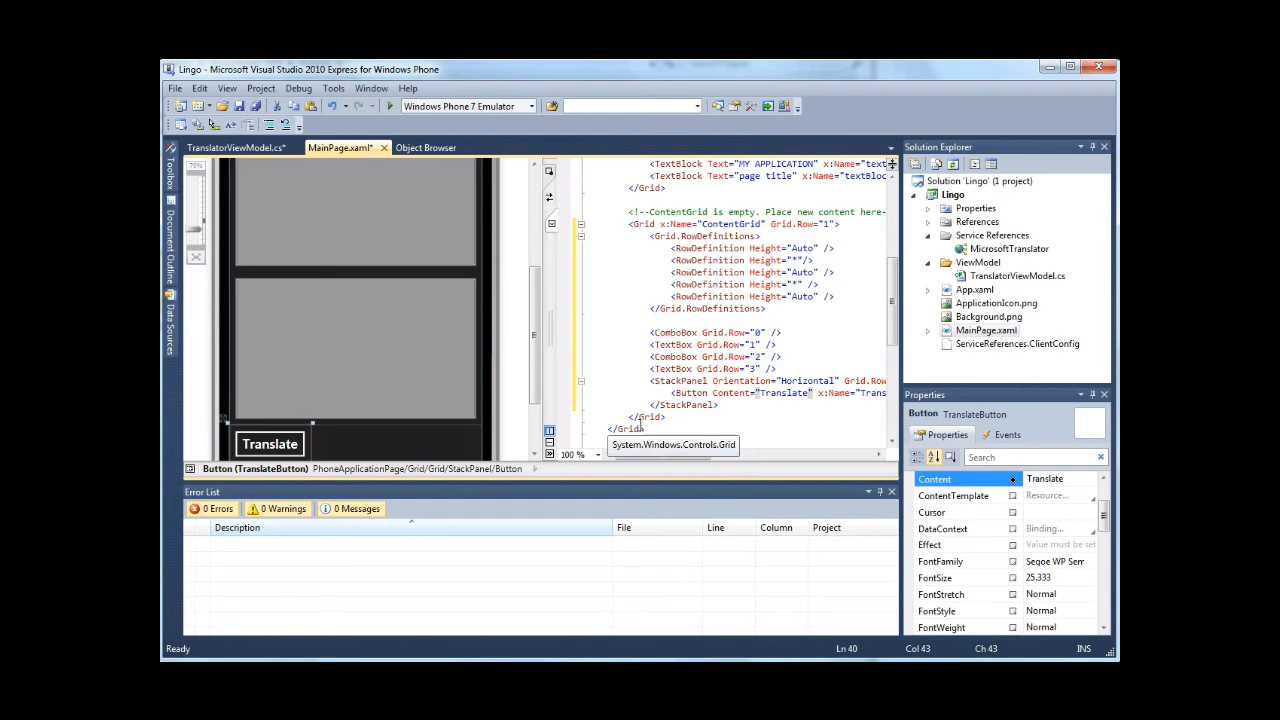 Lingo - Microsoft Visual Studio 2010 Express for Windows Phone
File Edit View Project Debug Tools Window Help
Windows Phone 7 Emulator
TranslatorViewModel.cs* MainPage.xaml* Object Browser
Toolbox
Document Outline
Data Sources
<TextBlock Text="MY APPLICATION" x:Name="text
<TextBlock Text="page title" x:Name="textBloc
</Grid>
<!--ContentGrid is empty. Place new content here-
<Grid x:Name="ContentGrid" Grid.Row="1">
<Grid.RowDefinitions>
<RowDefinition Height="Auto" />
<RowDefinition Height="*"/>
<RowDefinition Height="Auto" />
<RowDefinition Height="*" />
<RowDefinition Height="Auto" />
</Grid.RowDefinitions>
<ComboBox Grid.Row="0" />
<TextBox Grid.Row="1" />
<ComboBox Grid.Row="2" />
<TextBox Grid.Row="3" />
<StackPanel Orientation="Horizontal" Grid.Row
<Button Content="Translate" x:Name="Trans
</StackPanel>
</Grid>
</Grid>
System.Windows.Controls.Grid
100 %
Translate
Button (TranslateButton) PhoneApplicationPage/Grid/Grid/StackPanel/Button
Error List
0 Errors 0 Warnings 0 Messages
Description File Line Column Project
Solution Explorer
Solution 'Lingo' (1 project)
Lingo
Properties
References
Service References
MicrosoftTranslator
ViewModel
TranslatorViewModel.cs
App.xaml
ApplicationIcon.png
Background.png
MainPage.xaml
ServiceReferences.ClientConfig
Properties
Button TranslateButton
Properties Events
Search
Content Translate
ContentTemplate Resource...
Cursor
DataContext Binding...
Effect Value must be set
FontFamily Segoe WP Sem
FontSize 25.333
FontStretch Normal
FontStyle Normal
FontWeight Normal
Ready Ln 40 Col 43 Ch 43 INS